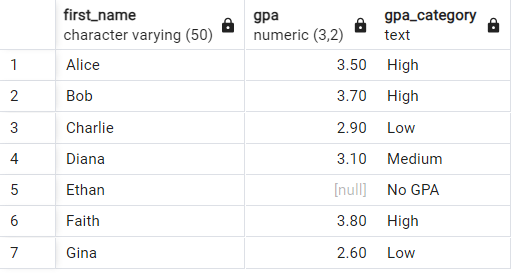 first_name gpa gpa_category
character varying (50) numeric (3,2) text
1 Alice 3.50 High
2 Bob 3.70 High
3 Charlie 2.90 Low
4 Diana 3.10 Medium
5 Ethan [null] No GPA
6 Faith 3.80 High
7 Gina 2.60 Low